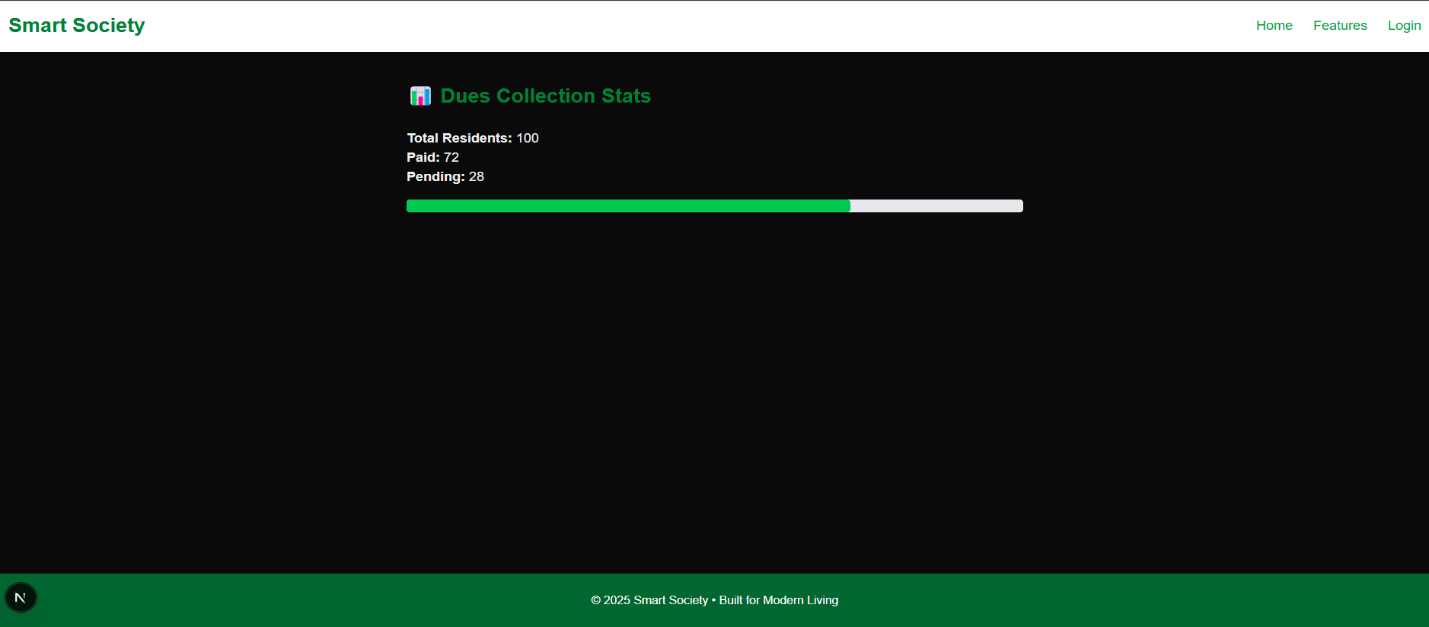 Smart Society
Home Features Login
📊 Dues Collection Stats
Total Residents: 100
Paid: 72
Pending: 28
N
© 2025 Smart Society • Built for Modern Living